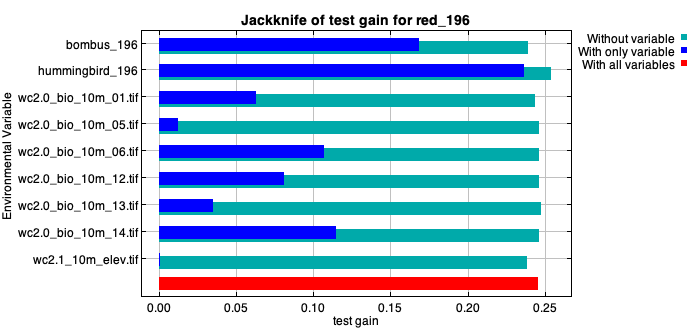 Jackknife of test gain for red_196
Without variable
With only variable
With all variables
Environmental Variable
bombus_196
hummingbird_196
wc2.0_bio_10m_01.tif
wc2.0_bio_10m_05.tif
wc2.0_bio_10m_06.tif
wc2.0_bio_10m_12.tif
wc2.0_bio_10m_13.tif
wc2.0_bio_10m_14.tif
wc2.1_10m_elev.tif
0.00 0.05 0.10 0.15 0.20 0.25
test gain